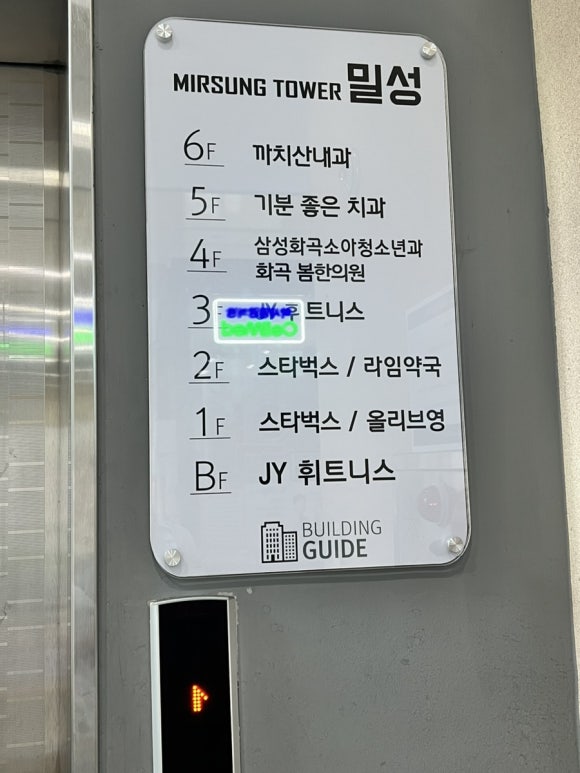 MIRSUNG TOWER 밀성
6F 까치산내과
5F 기분 좋은 치과
4F 삼성화곡소아청소년과
화곡 봄한의원
3F JY 휘트니스
2F 스타벅스 / 라임약국
1F 스타벅스 / 올리브영
BF JY 휘트니스
BUILDING
GUIDE